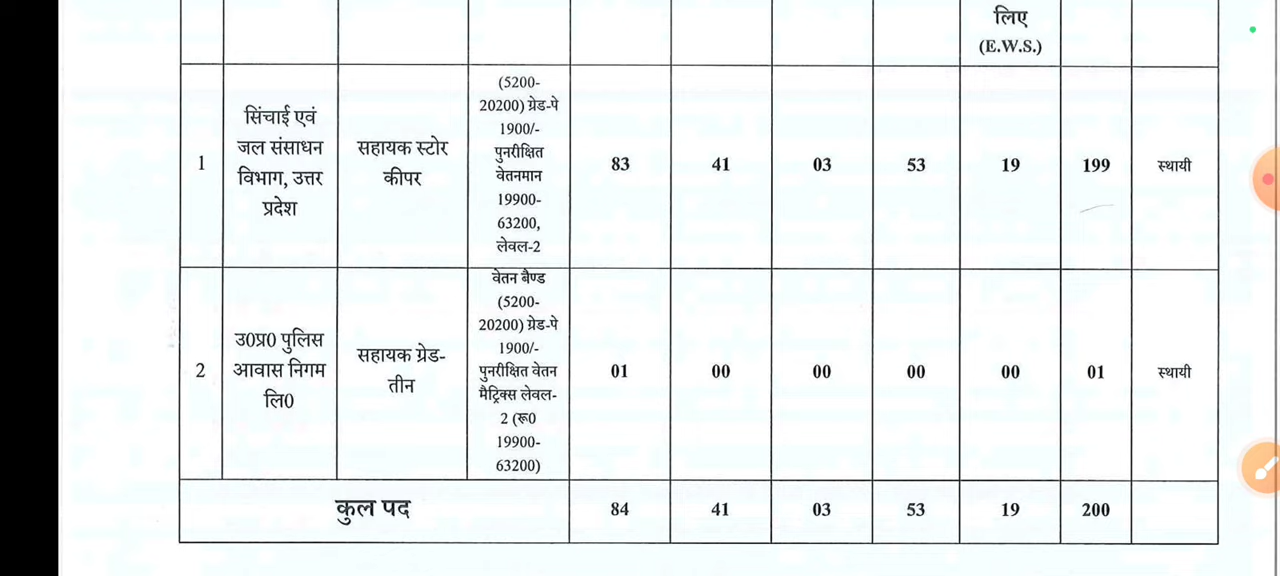 लिए
(E.W.S.)
1
सिंचाई एवं
जल संसाधन
विभाग, उत्तर
प्रदेश
सहायक स्टोर
कीपर
(5200-
20200) ग्रेड-पे
1900/-
पुनरीक्षित
वेतनमान
19900-
63200,
लेवल-2
83
41
03
53
19
199
स्थायी
2
उ0प्र0 पुलिस
आवास निगम
लि0
सहायक ग्रेड-
तीन
वेतन बैण्ड
(5200-
20200) ग्रेड-पे
1900/-
पुनरीक्षित वेतन
मैट्रिक्स लेवल-
2 (रू0
19900-
63200)
01
00
00
00
00
01
स्थायी
कुल पद
84
41
03
53
19
200